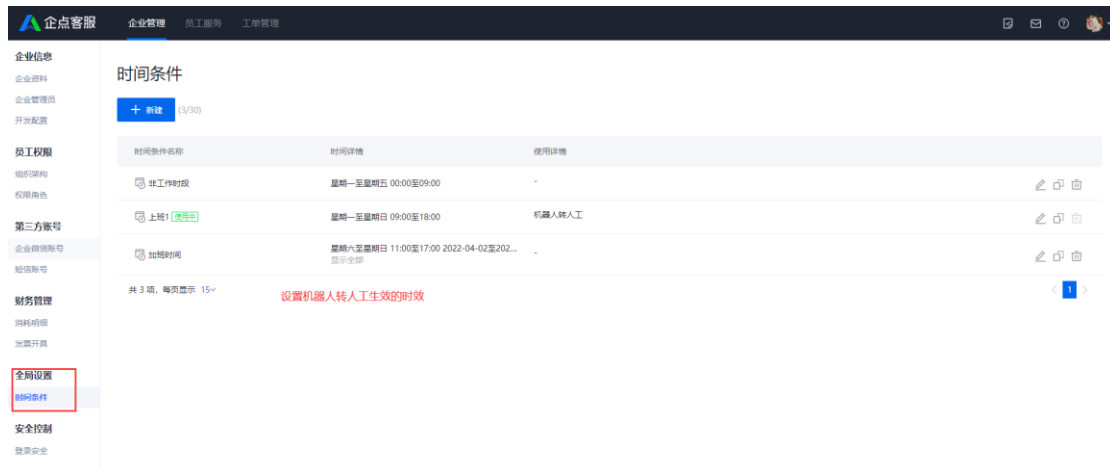 企点客服 企业管理 员工服务 工单管理
企业信息
企业资料
企业管理员
开发配置
员工权限
组织架构
权限角色
第三方账号
企业微信账号
短信账号
财务管理
消耗明细
发票开具
全局设置
时间条件
安全控制
登录安全
时间条件
+ 新建 (3/30)
时间条件名称 时间详情 使用详情
非工作时段 星期一至星期五 00:00至09:00 -
上班1 使用中 星期一至星期日 09:00至18:00 机器人转人工
加班时间 星期六至星期日 11:00至17:00 2022-04-02至202... -
显示全部
共 3 项，每页显示 15 < 1 >
设置机器人转人工生效的时效